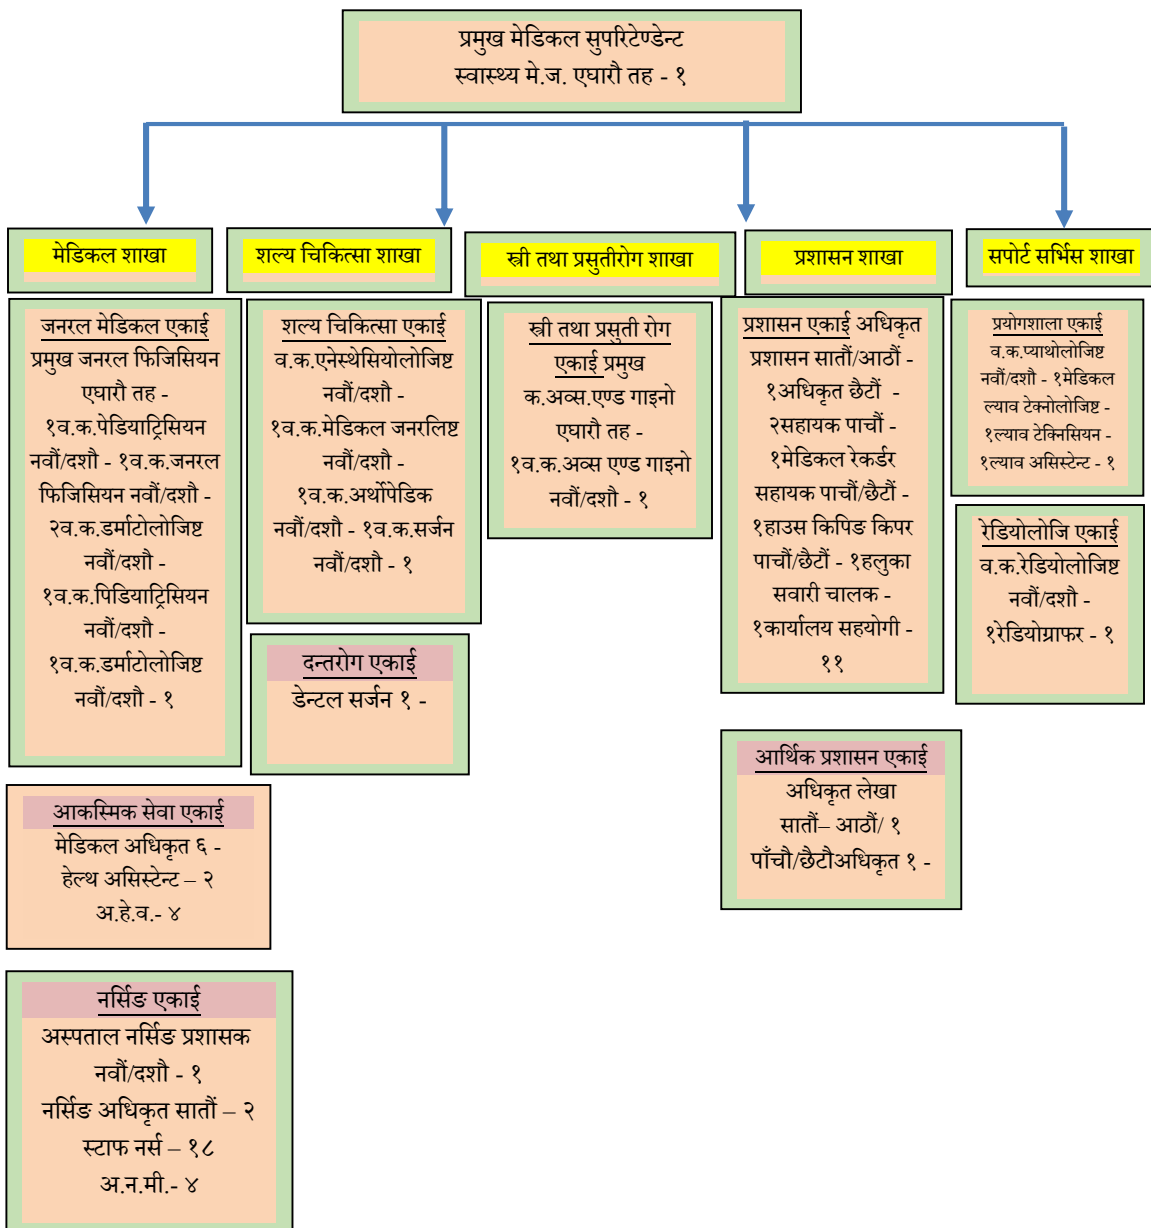 प्रमुख मेडिकल सुपरिटेण्डेन्ट
स्वास्थ्य मे.ज. एघारौ तह - १
मेडिकल शाखा
शल्य चिकित्सा शाखा
स्त्री तथा प्रसुतीरोग शाखा
प्रशासन शाखा
सपोर्ट सर्भिस शाखा
जनरल मेडिकल एकाई
प्रमुख जनरल फिजिसियन
एघारौ तह -
१व.क.पेडियाट्रिसियन
नवौं/दशौ - १व.क.जनरल
फिजिसियन नवौं/दशौ -
२व.क.डर्माटोलोजिष्ट
नवौं/दशौ -
१व.क.पिडियाट्रिसियन
नवौं/दशौ -
१व.क.डर्माटोलोजिष्ट
नवौं/दशौ - १
शल्य चिकित्सा एकाई
व.क.एनेस्थेसियोलोजिष्ट
नवौं/दशौ -
१व.क.मेडिकल जनरलिष्ट
नवौं/दशौ -
१व.क.अर्थोपेडिक
नवौं/दशौ - १व.क.सर्जन
नवौं/दशौ - १
स्त्री तथा प्रसुती रोग
एकाई प्रमुख
क.अव्स.एण्ड गाइनो
एघारौ तह -
१व.क.अव्स एण्ड गाइनो
नवौं/दशौ - १
प्रशासन एकाई अधिकृत
प्रशासन सातौं/आठौं -
१अधिकृत छैटौं -
२सहायक पाचौं -
१मेडिकल रेकर्डर
सहायक पाचौं/छैटौं -
१हाउस किपिङ किपर
पाचौं/छैटौं - १हलुका
सवारी चालक -
१कार्यालय सहयोगी -
११
प्रयोगशाला एकाई
व.क.प्याथोलोजिष्ट
नवौं/दशौ - १मेडिकल
ल्याव टेक्नोलोजिष्ट -
१ल्याव टेक्निसियन -
१ल्याव असिस्टेन्ट - १
रेडियोलोजि एकाई
व.क.रेडियोलोजिष्ट
नवौं/दशौ -
१रेडियोग्राफर - १
दन्तरोग एकाई
डेन्टल सर्जन १ -
आर्थिक प्रशासन एकाई
अधिकृत लेखा
सातौं– आठौं/ १
पाँचौ/छैटौअधिकृत १ -
आकस्मिक सेवा एकाई
मेडिकल अधिकृत ६ -
हेल्थ असिस्टेन्ट – २
अ.हे.व.- ४
नर्सिङ एकाई
अस्पताल नर्सिङ प्रशासक
नवौं/दशौ - १
नर्सिङ अधिकृत सातौं – २
स्टाफ नर्स – १८
अ.न.मी.- ४